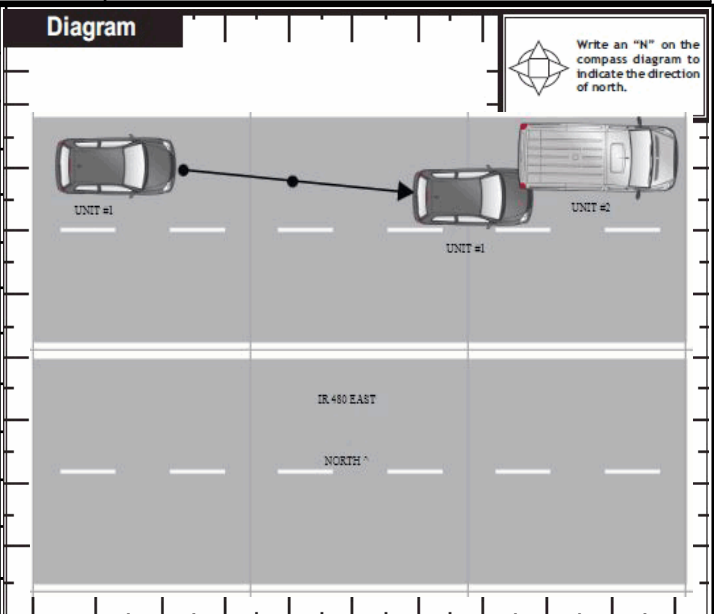 Diagram
Write an “N” on the
compass diagram to
indicate the direction
of north.
UNIT #1
UNIT #2
UNIT #1
IR 480 EAST
NORTH ^